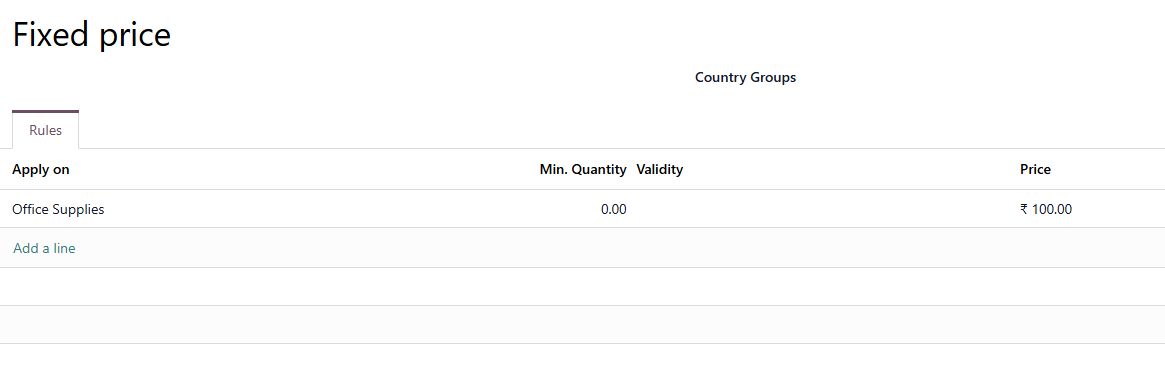 Fixed price
Country Groups
Rules
Apply on Min. Quantity Validity Price
Office Supplies 0.00 ₹ 100.00
Add a line